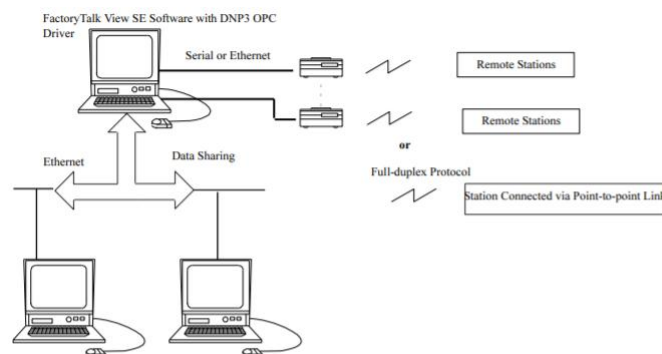 FactoryTalk View SE Software with DNP3 OPC
Driver
Serial or Ethernet
Remote Stations
Remote Stations
or
Ethernet
Data Sharing
Full-duplex Protocol
Station Connected via Point-to-point Link